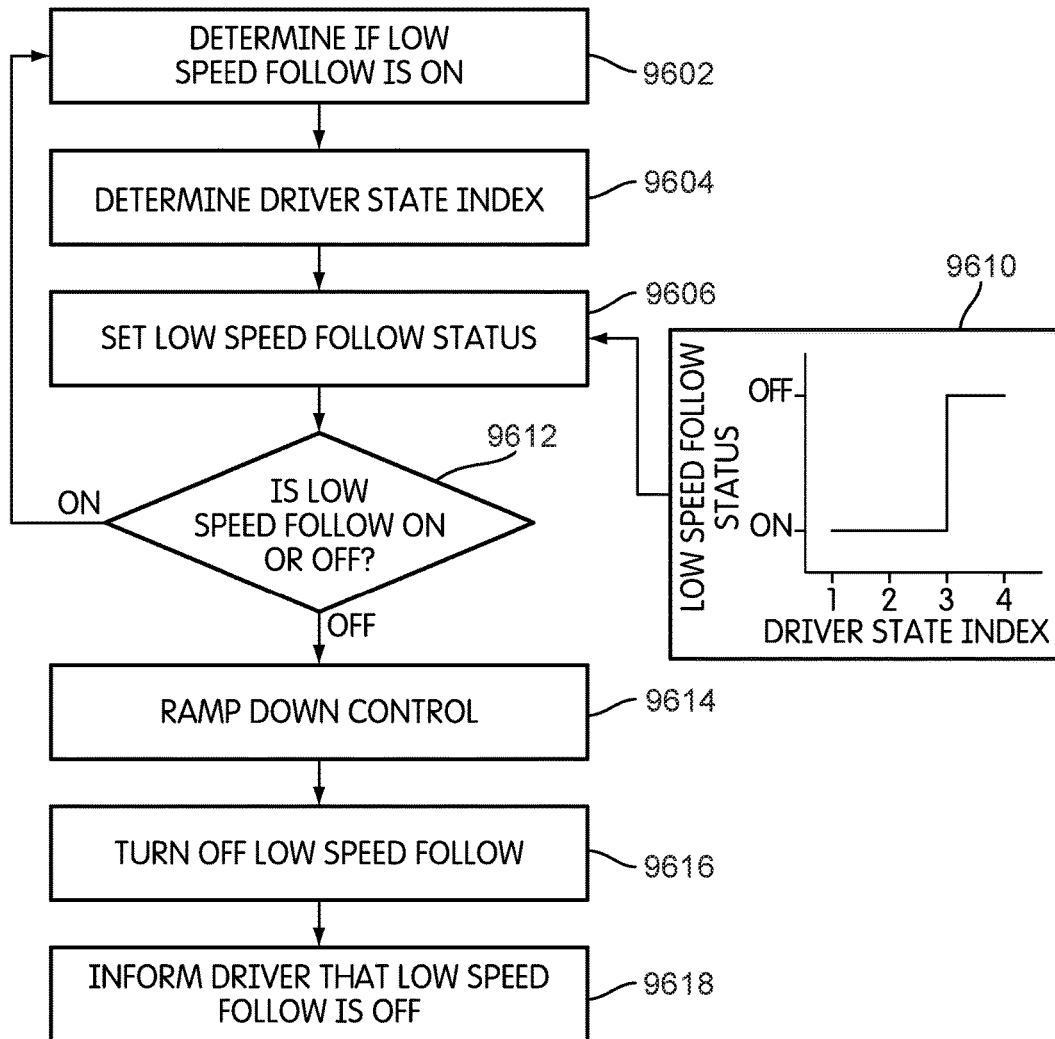 DETERMINE IF LOW
SPEED FOLLOW IS ON
9602
DETERMINE DRIVER STATE INDEX
9604
SET LOW SPEED FOLLOW STATUS
9606
9610
LOW SPEED FOLLOW
STATUS
OFF
ON
1 2 3 4
DRIVER STATE INDEX
9612
IS LOW
SPEED FOLLOW ON
OR OFF?
ON
OFF
RAMP DOWN CONTROL
9614
TURN OFF LOW SPEED FOLLOW
9616
INFORM DRIVER THAT LOW SPEED
FOLLOW IS OFF
9618